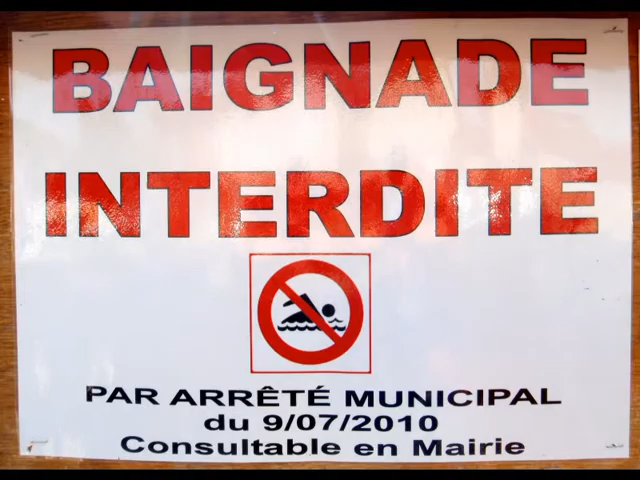 BAIGNADE
INTERDITE
PAR ARRÊTÉ MUNICIPAL
du 9/07/2010
Consultable en Mairie